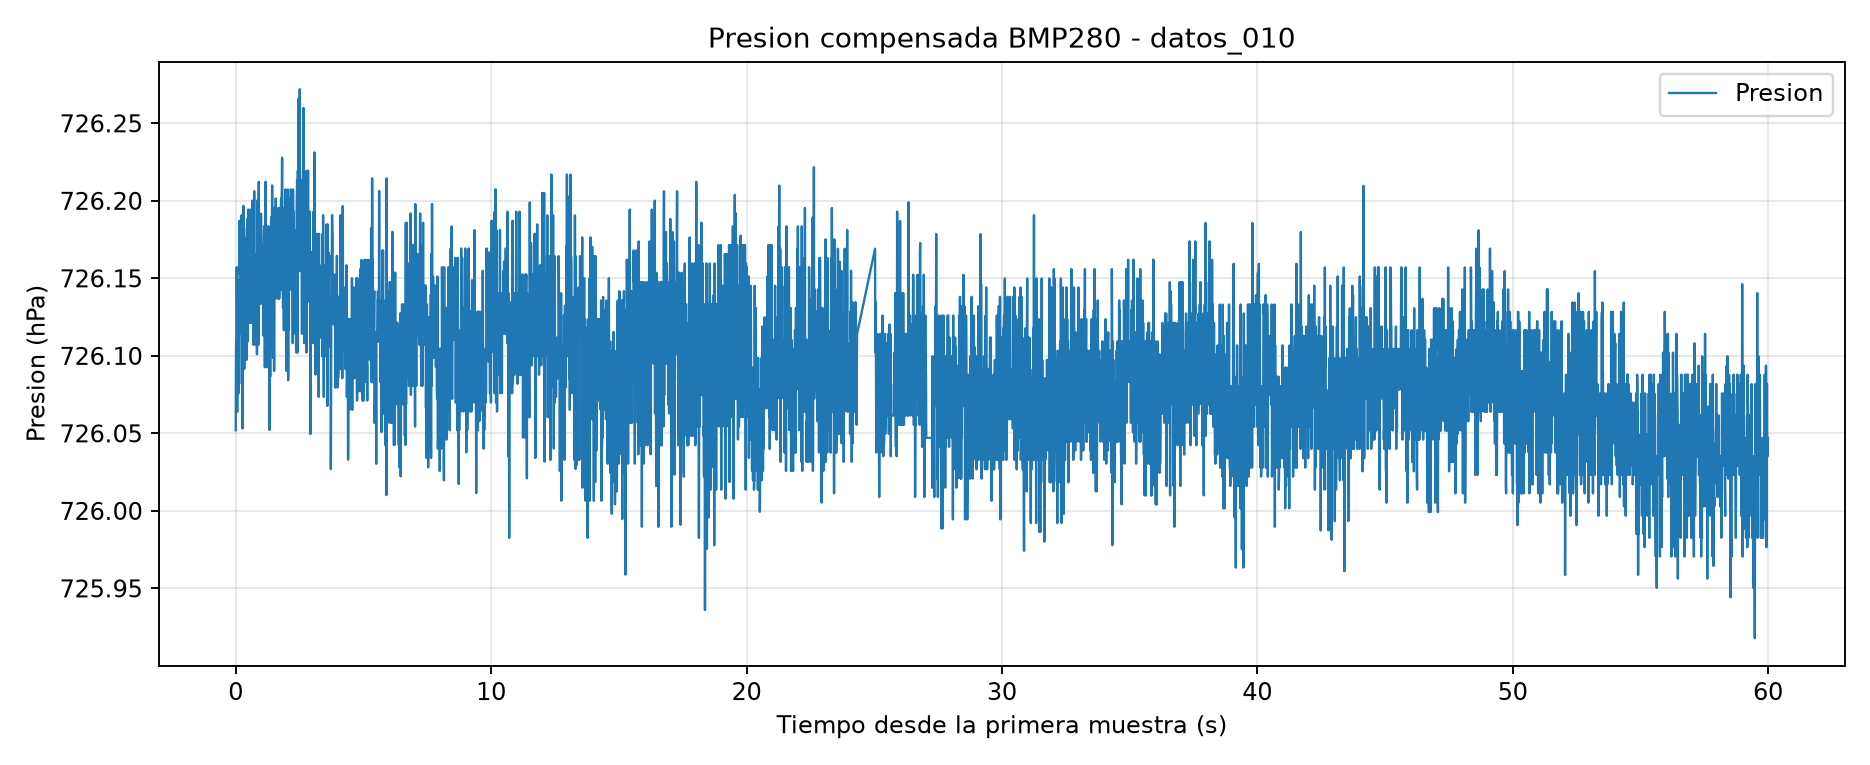 Presion compensada BMP280 - datos_010
Presion
Presion (hPa)
726.25
726.20
726.15
726.10
726.05
726.00
725.95
0 10 20 30 40 50 60
Tiempo desde la primera muestra (s)